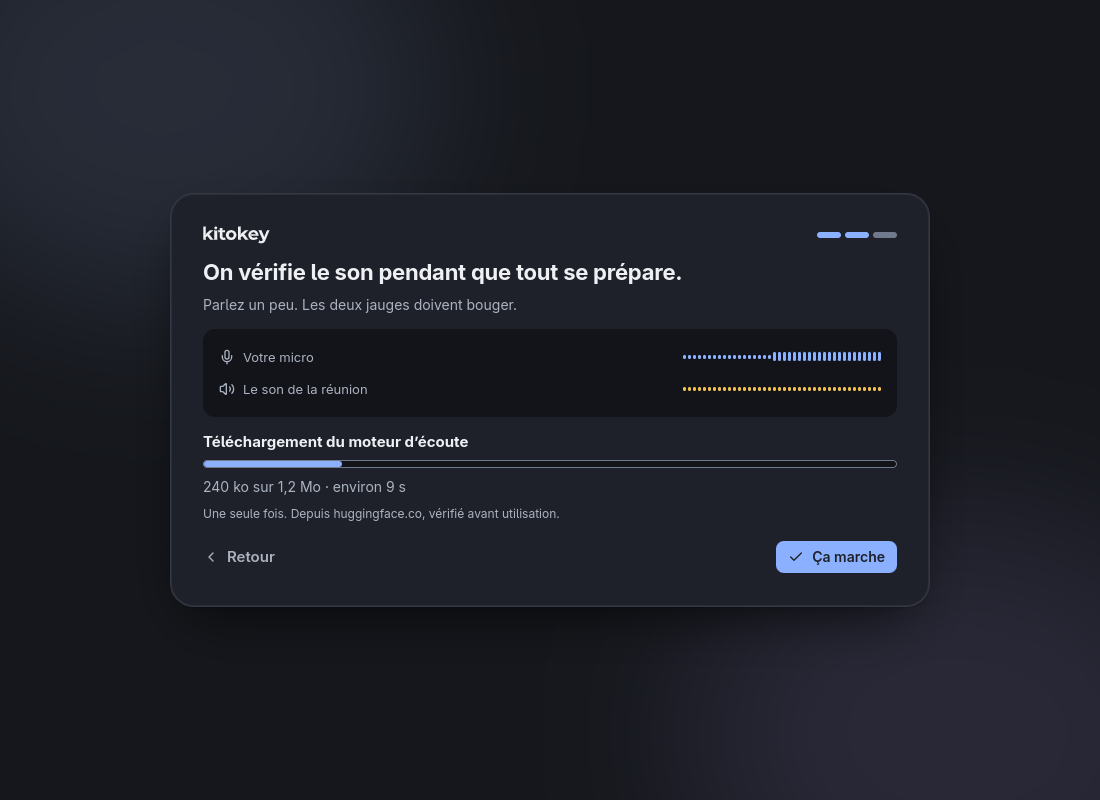 kitokey
On vérifie le son pendant que tout se prépare.
Parlez un peu. Les deux jauges doivent bouger.
Votre micro
Le son de la réunion
Téléchargement du moteur d’écoute
240 ko sur 1,2 Mo · environ 9 s
Une seule fois. Depuis huggingface.co, vérifié avant utilisation.
Retour
Ça marche